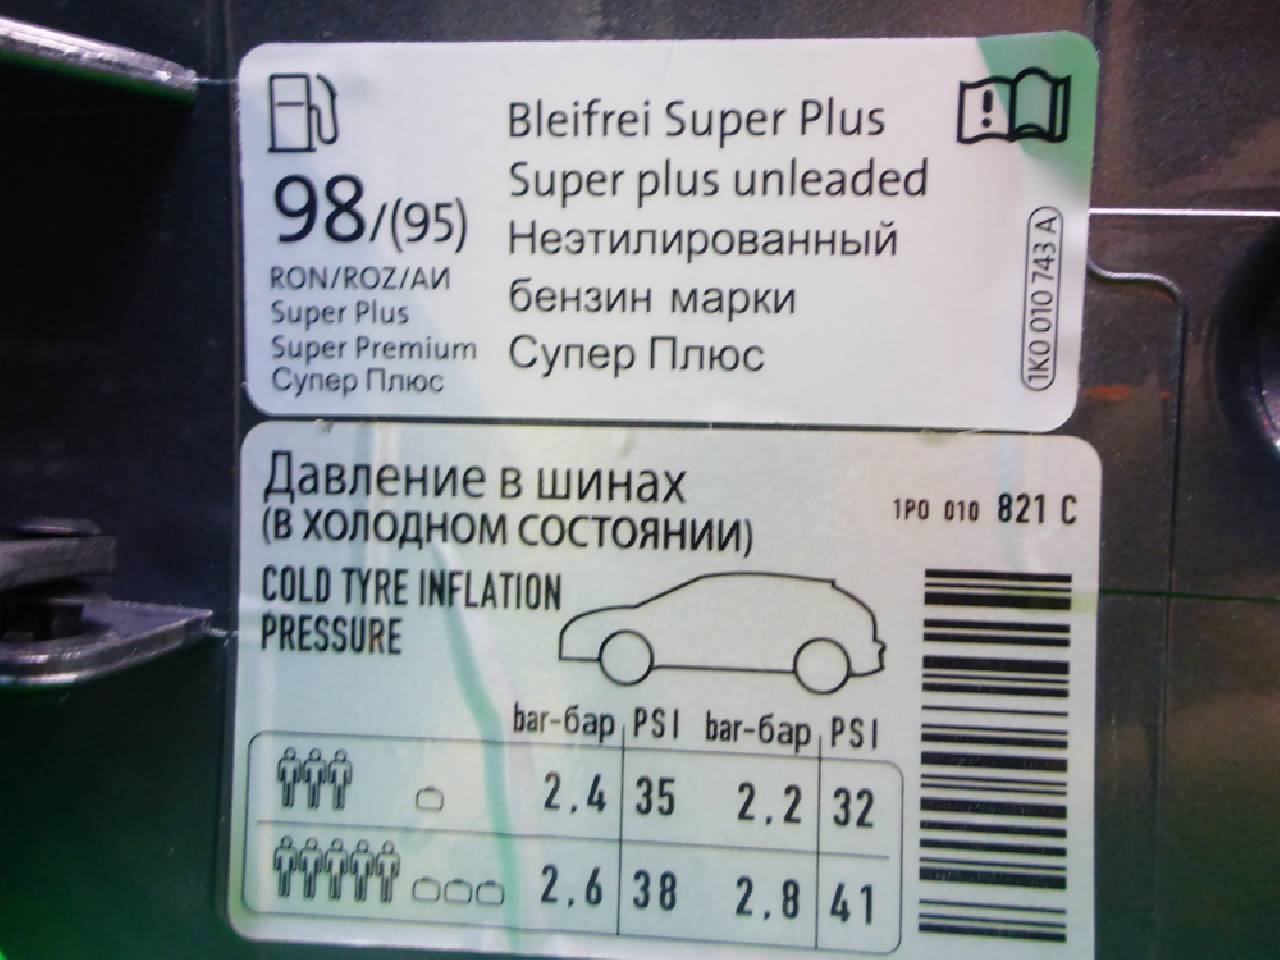 98/(95)
RON/ROZ/АИ
Super Plus
Super Premium
Супер Плюс
Bleifrei Super Plus
Super plus unleaded
Неэтилированный
бензин марки
Супер Плюс
1K0 010 743 A
Давление в шинах
(В ХОЛОДНОМ СОСТОЯНИИ)
COLD TYRE INFLATION
PRESSURE
1P0 010 821 C
bar-бар PSI bar-бар PSI
2.4 35 2.2 32
2.6 38 2.8 41